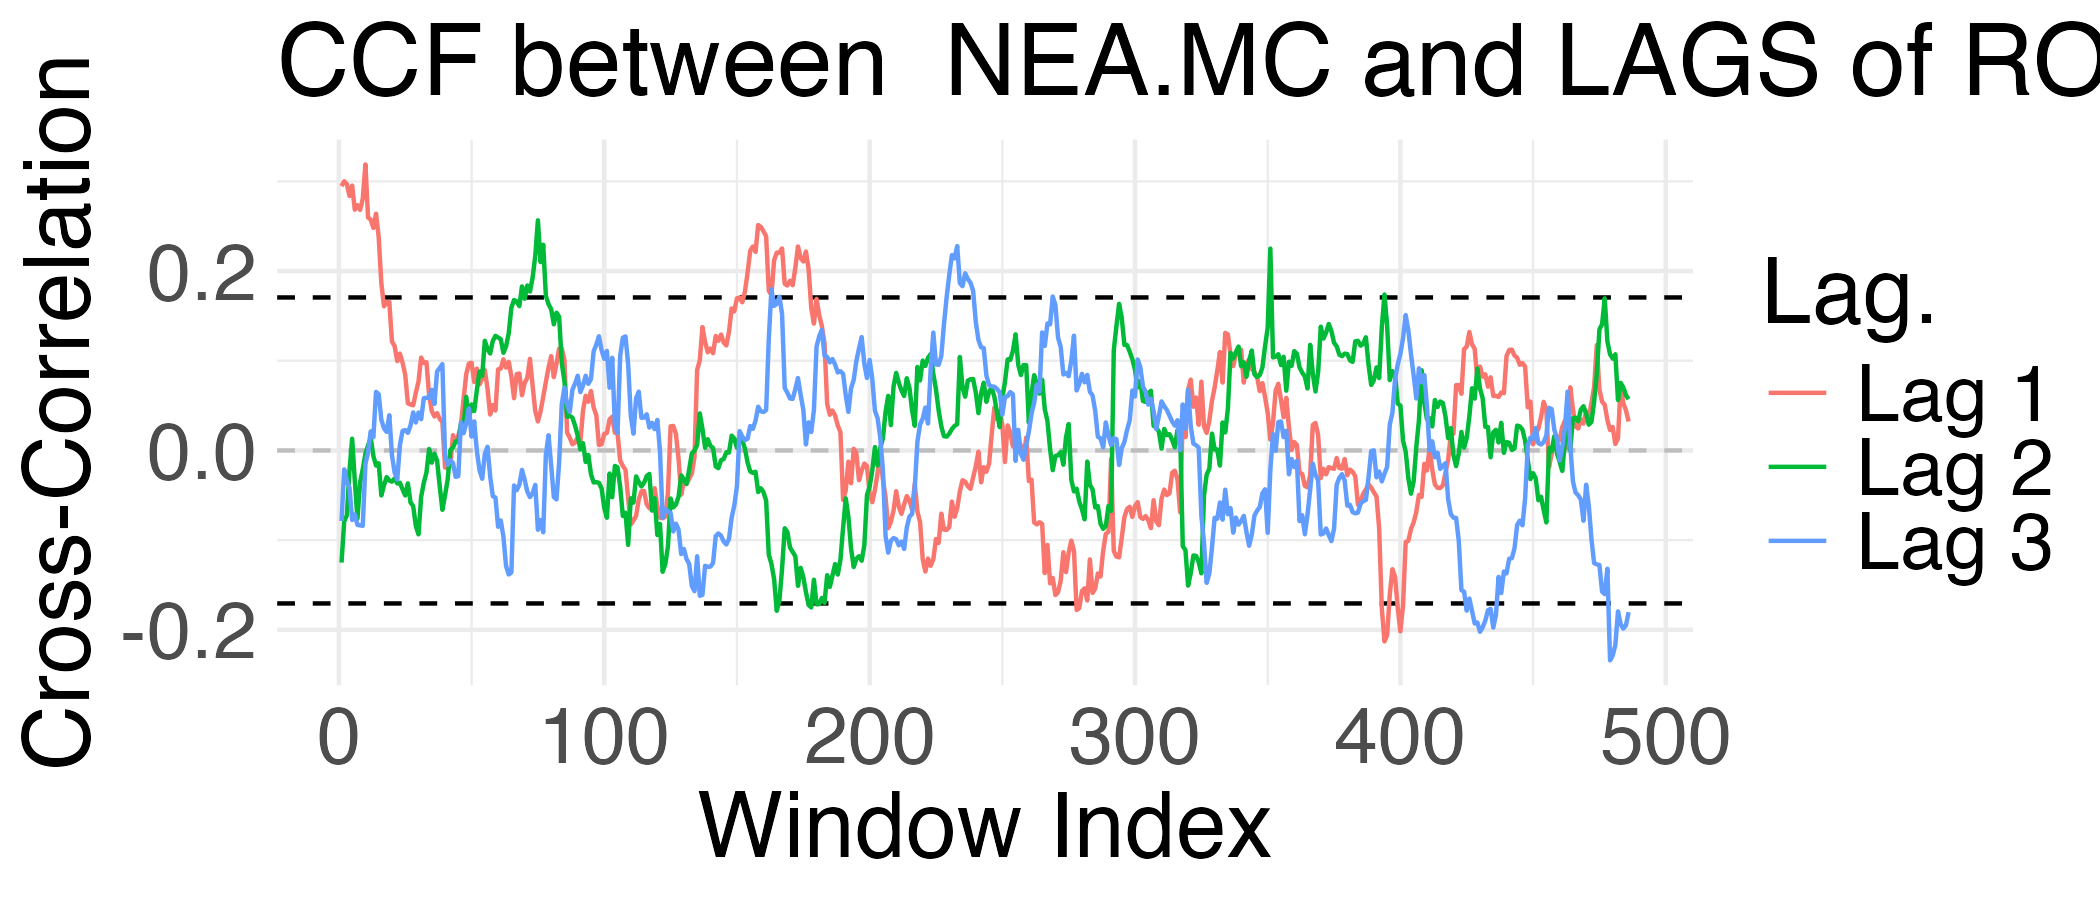 CCF between  NEA.MC and LAGS of RO
Cross-Correlation
0.2
0.0
-0.2
0
100
200
300
400
500
Window Index
Lag.
Lag 1
Lag 2
Lag 3